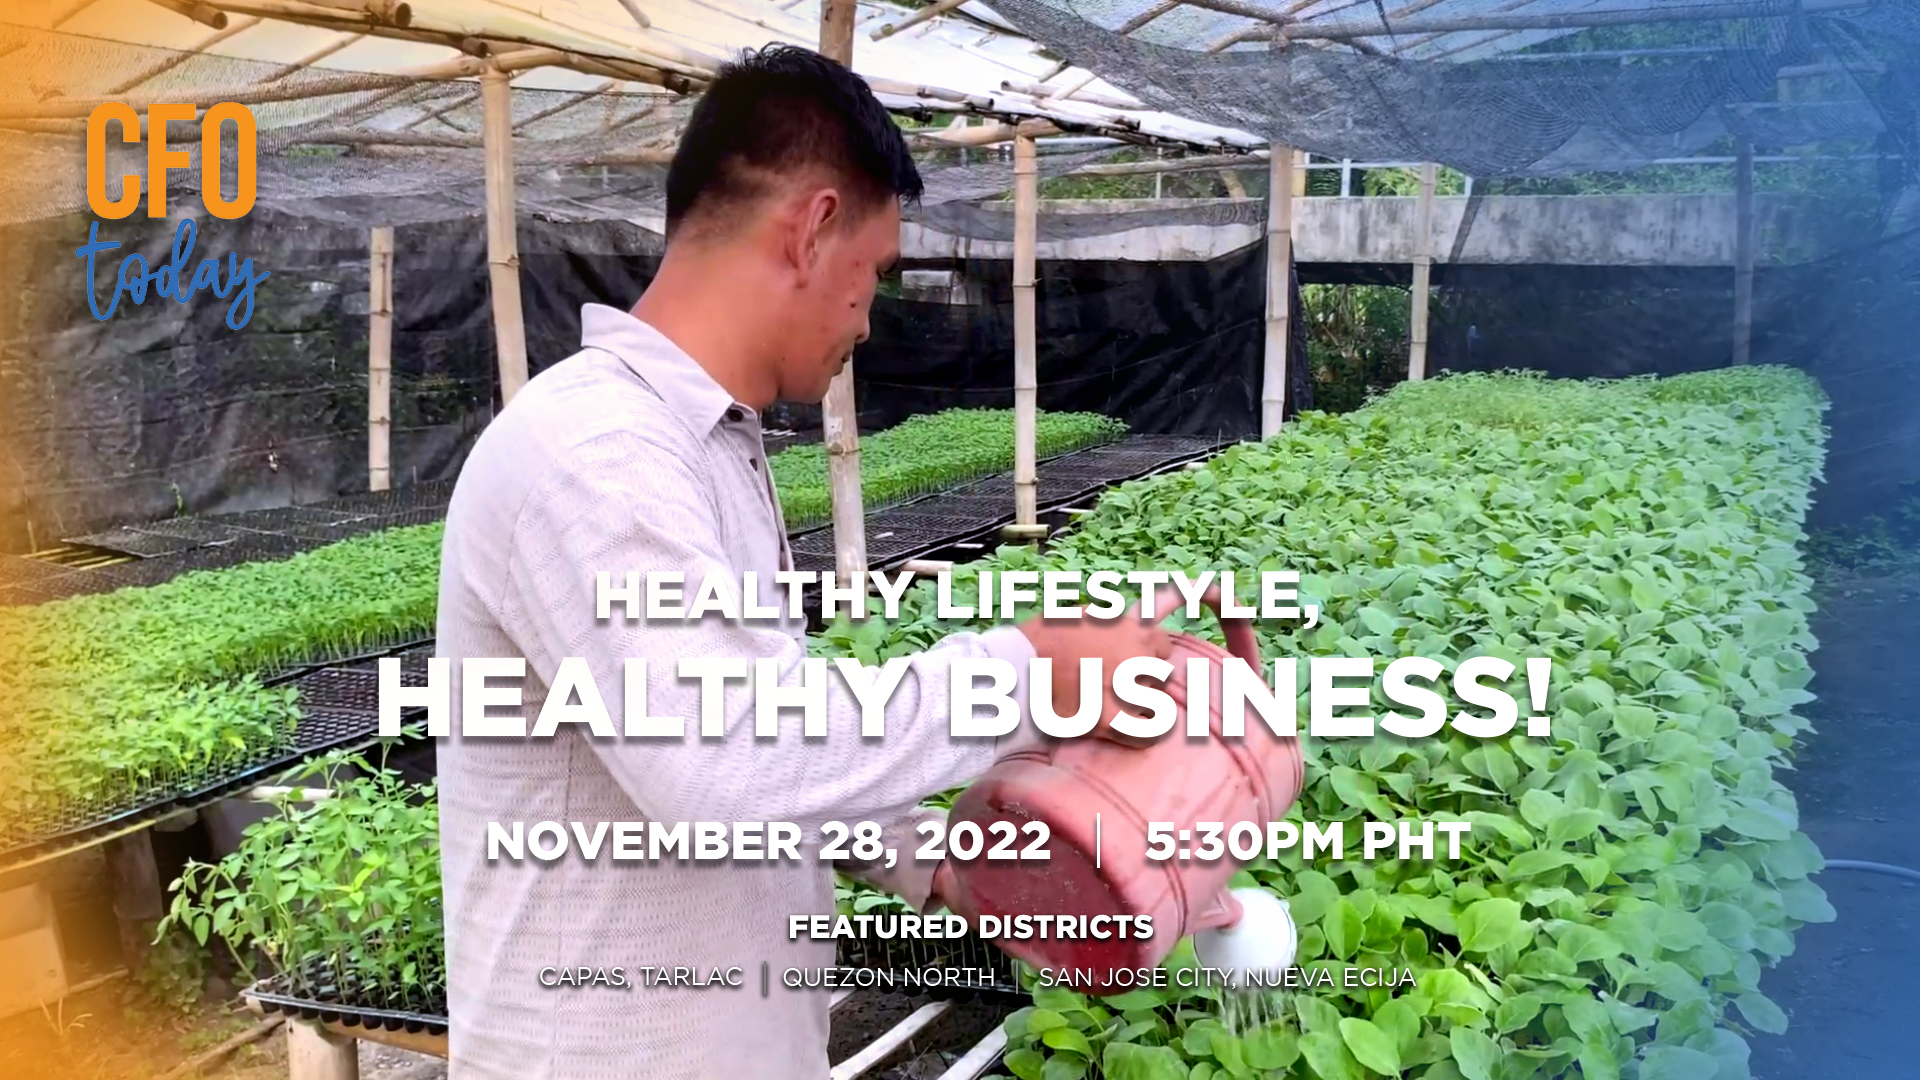 CFO
today
HEALTHY LIFESTYLE,
HEALTHY BUSINESS!
NOVEMBER 28, 2022 | 5:30PM PHT
FEATURED DISTRICTS
CAPAS, TARLAC | QUEZON NORTH | SAN JOSE CITY, NUEVA ECIJA